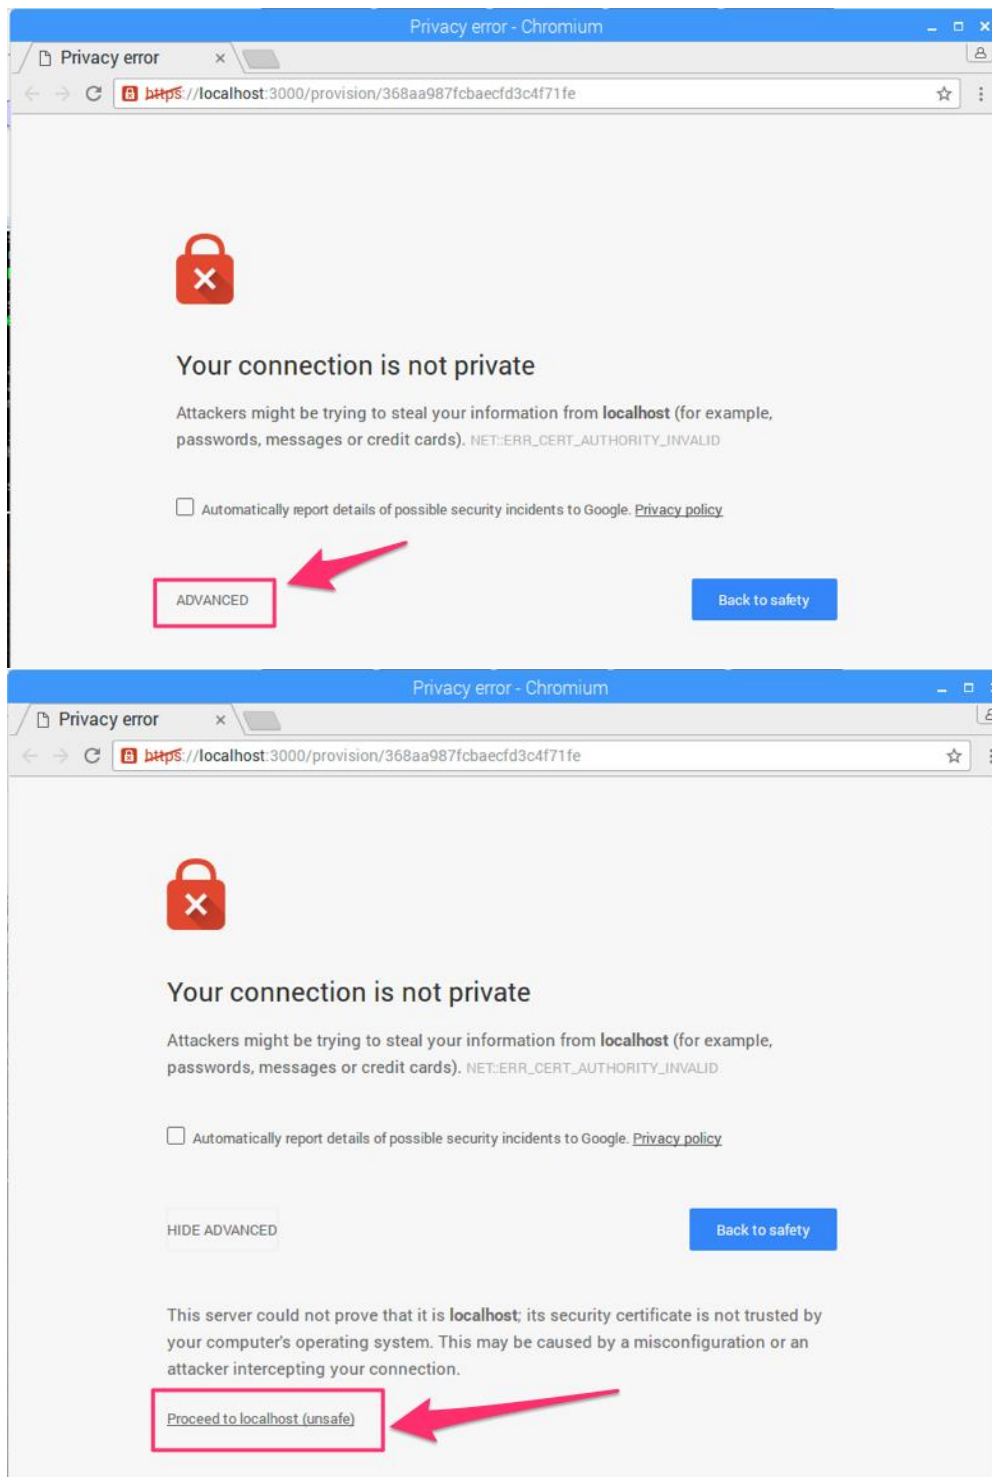 Privacy error - Chromium
Privacy error
https://localhost:3000/provision/368aa987fcbaecfd3c4f71fe
Your connection is not private
Attackers might be trying to steal your information from localhost (for example,
passwords, messages or credit cards). NET::ERR_CERT_AUTHORITY_INVALID
Automatically report details of possible security incidents to Google. Privacy policy
ADVANCED
Back to safety
Privacy error - Chromium
Privacy error
https://localhost:3000/provision/368aa987fcbaecfd3c4f71fe
Your connection is not private
Attackers might be trying to steal your information from localhost (for example,
passwords, messages or credit cards). NET::ERR_CERT_AUTHORITY_INVALID
Automatically report details of possible security incidents to Google. Privacy policy
HIDE ADVANCED
Back to safety
This server could not prove that it is localhost; its security certificate is not trusted by
your computer's operating system. This may be caused by a misconfiguration or an
attacker intercepting your connection.
Proceed to localhost (unsafe)